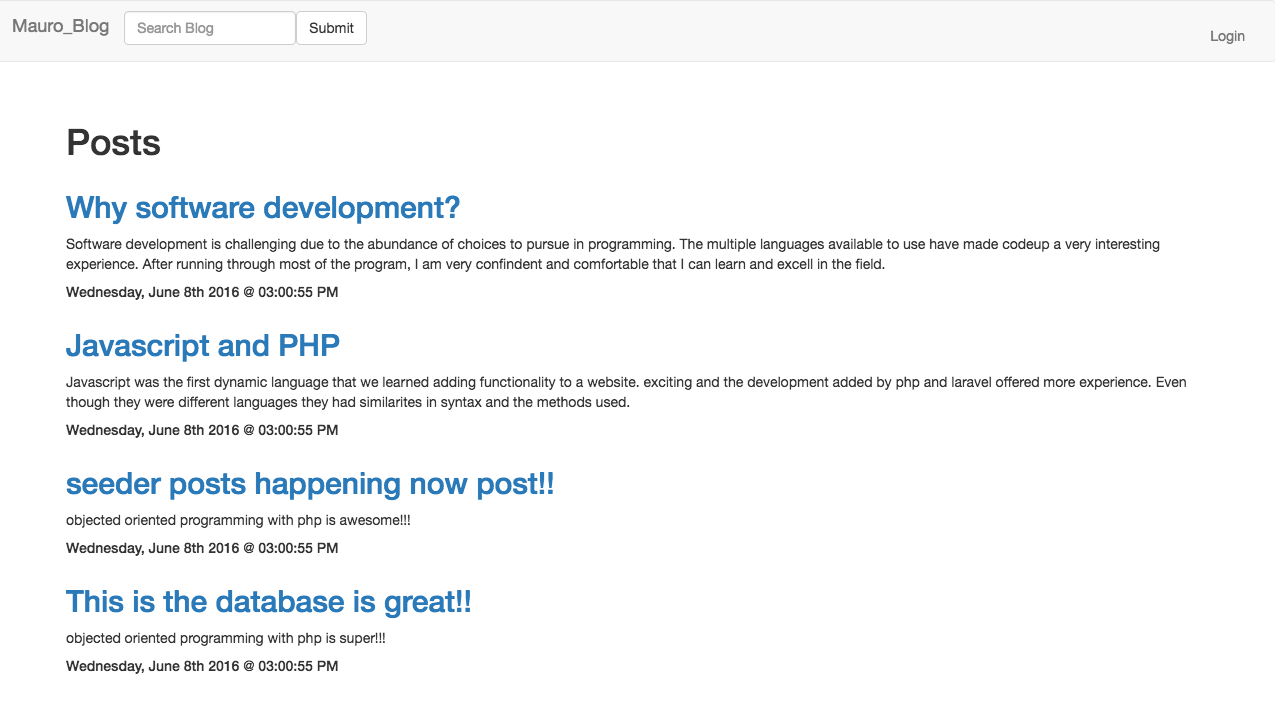 Mauro_Blog Search Blog Submit Login
Posts
Why software development?
Software development is challenging due to the abundance of choices to pursue in programming. The multiple languages available to use have made codeup a very interesting
experience. After running through most of the program, I am very confindent and comfortable that I can learn and excell in the field.
Wednesday, June 8th 2016 @ 03:00:55 PM
Javascript and PHP
Javascript was the first dynamic language that we learned adding functionality to a website. exciting and the development added by php and laravel offered more experience. Even
though they were different languages they had similarites in syntax and the methods used.
Wednesday, June 8th 2016 @ 03:00:55 PM
seeder posts happening now post!!
objected oriented programming with php is awesome!!!
Wednesday, June 8th 2016 @ 03:00:55 PM
This is the database is great!!
objected oriented programming with php is super!!!
Wednesday, June 8th 2016 @ 03:00:55 PM